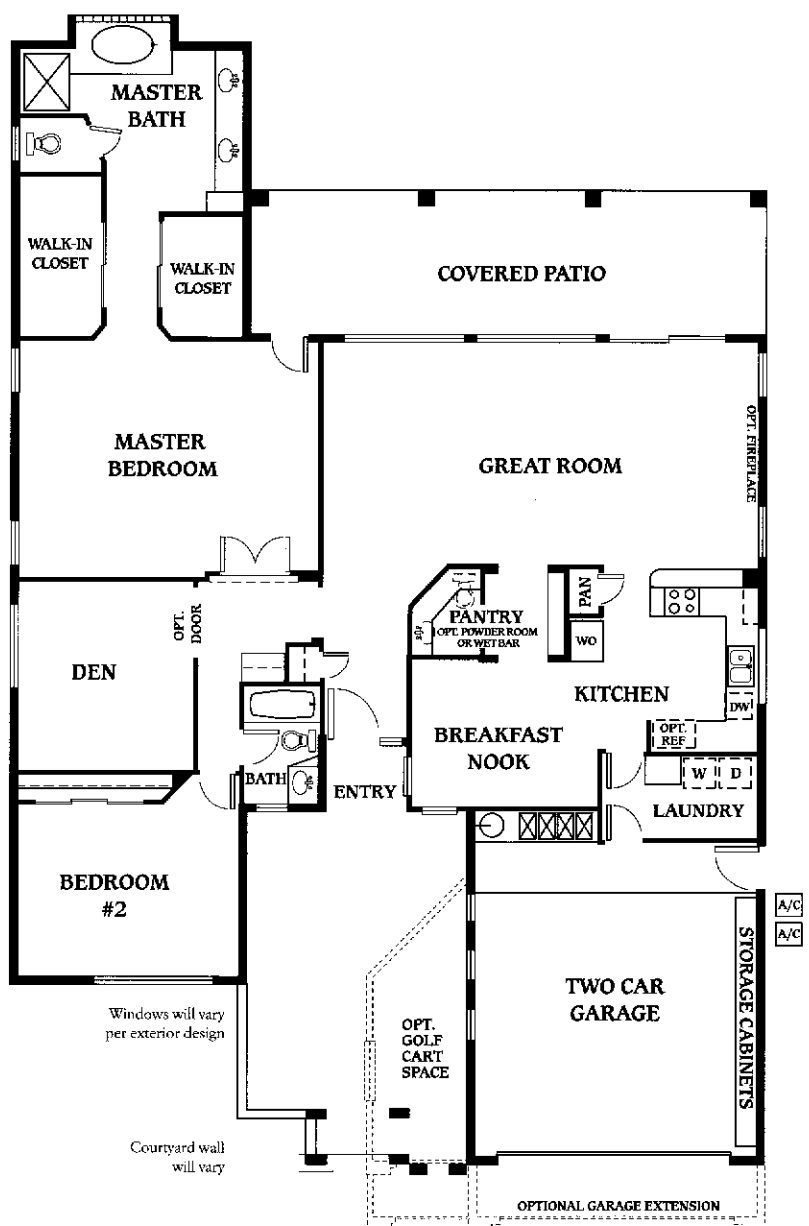 MASTER
BATH
WALK-IN
CLOSET
WALK-IN
CLOSET
COVERED PATIO
MASTER
BEDROOM
GREAT ROOM
OPT. FIREPLACE
PANTRY
OPT. POWDER ROOM
OR WET BAR
PAN
WO
OPT.
DOOR
DEN
KITCHEN
DW
OPT.
REF
BREAKFAST
NOOK
BATH
ENTRY
W
D
LAUNDRY
BEDROOM
#2
A/C
A/C
STORAGE CABINETS
TWO CAR
GARAGE
Windows will vary
per exterior design
OPT.
GOLF
CART
SPACE
Courtyard wall
will vary
OPTIONAL GARAGE EXTENSION